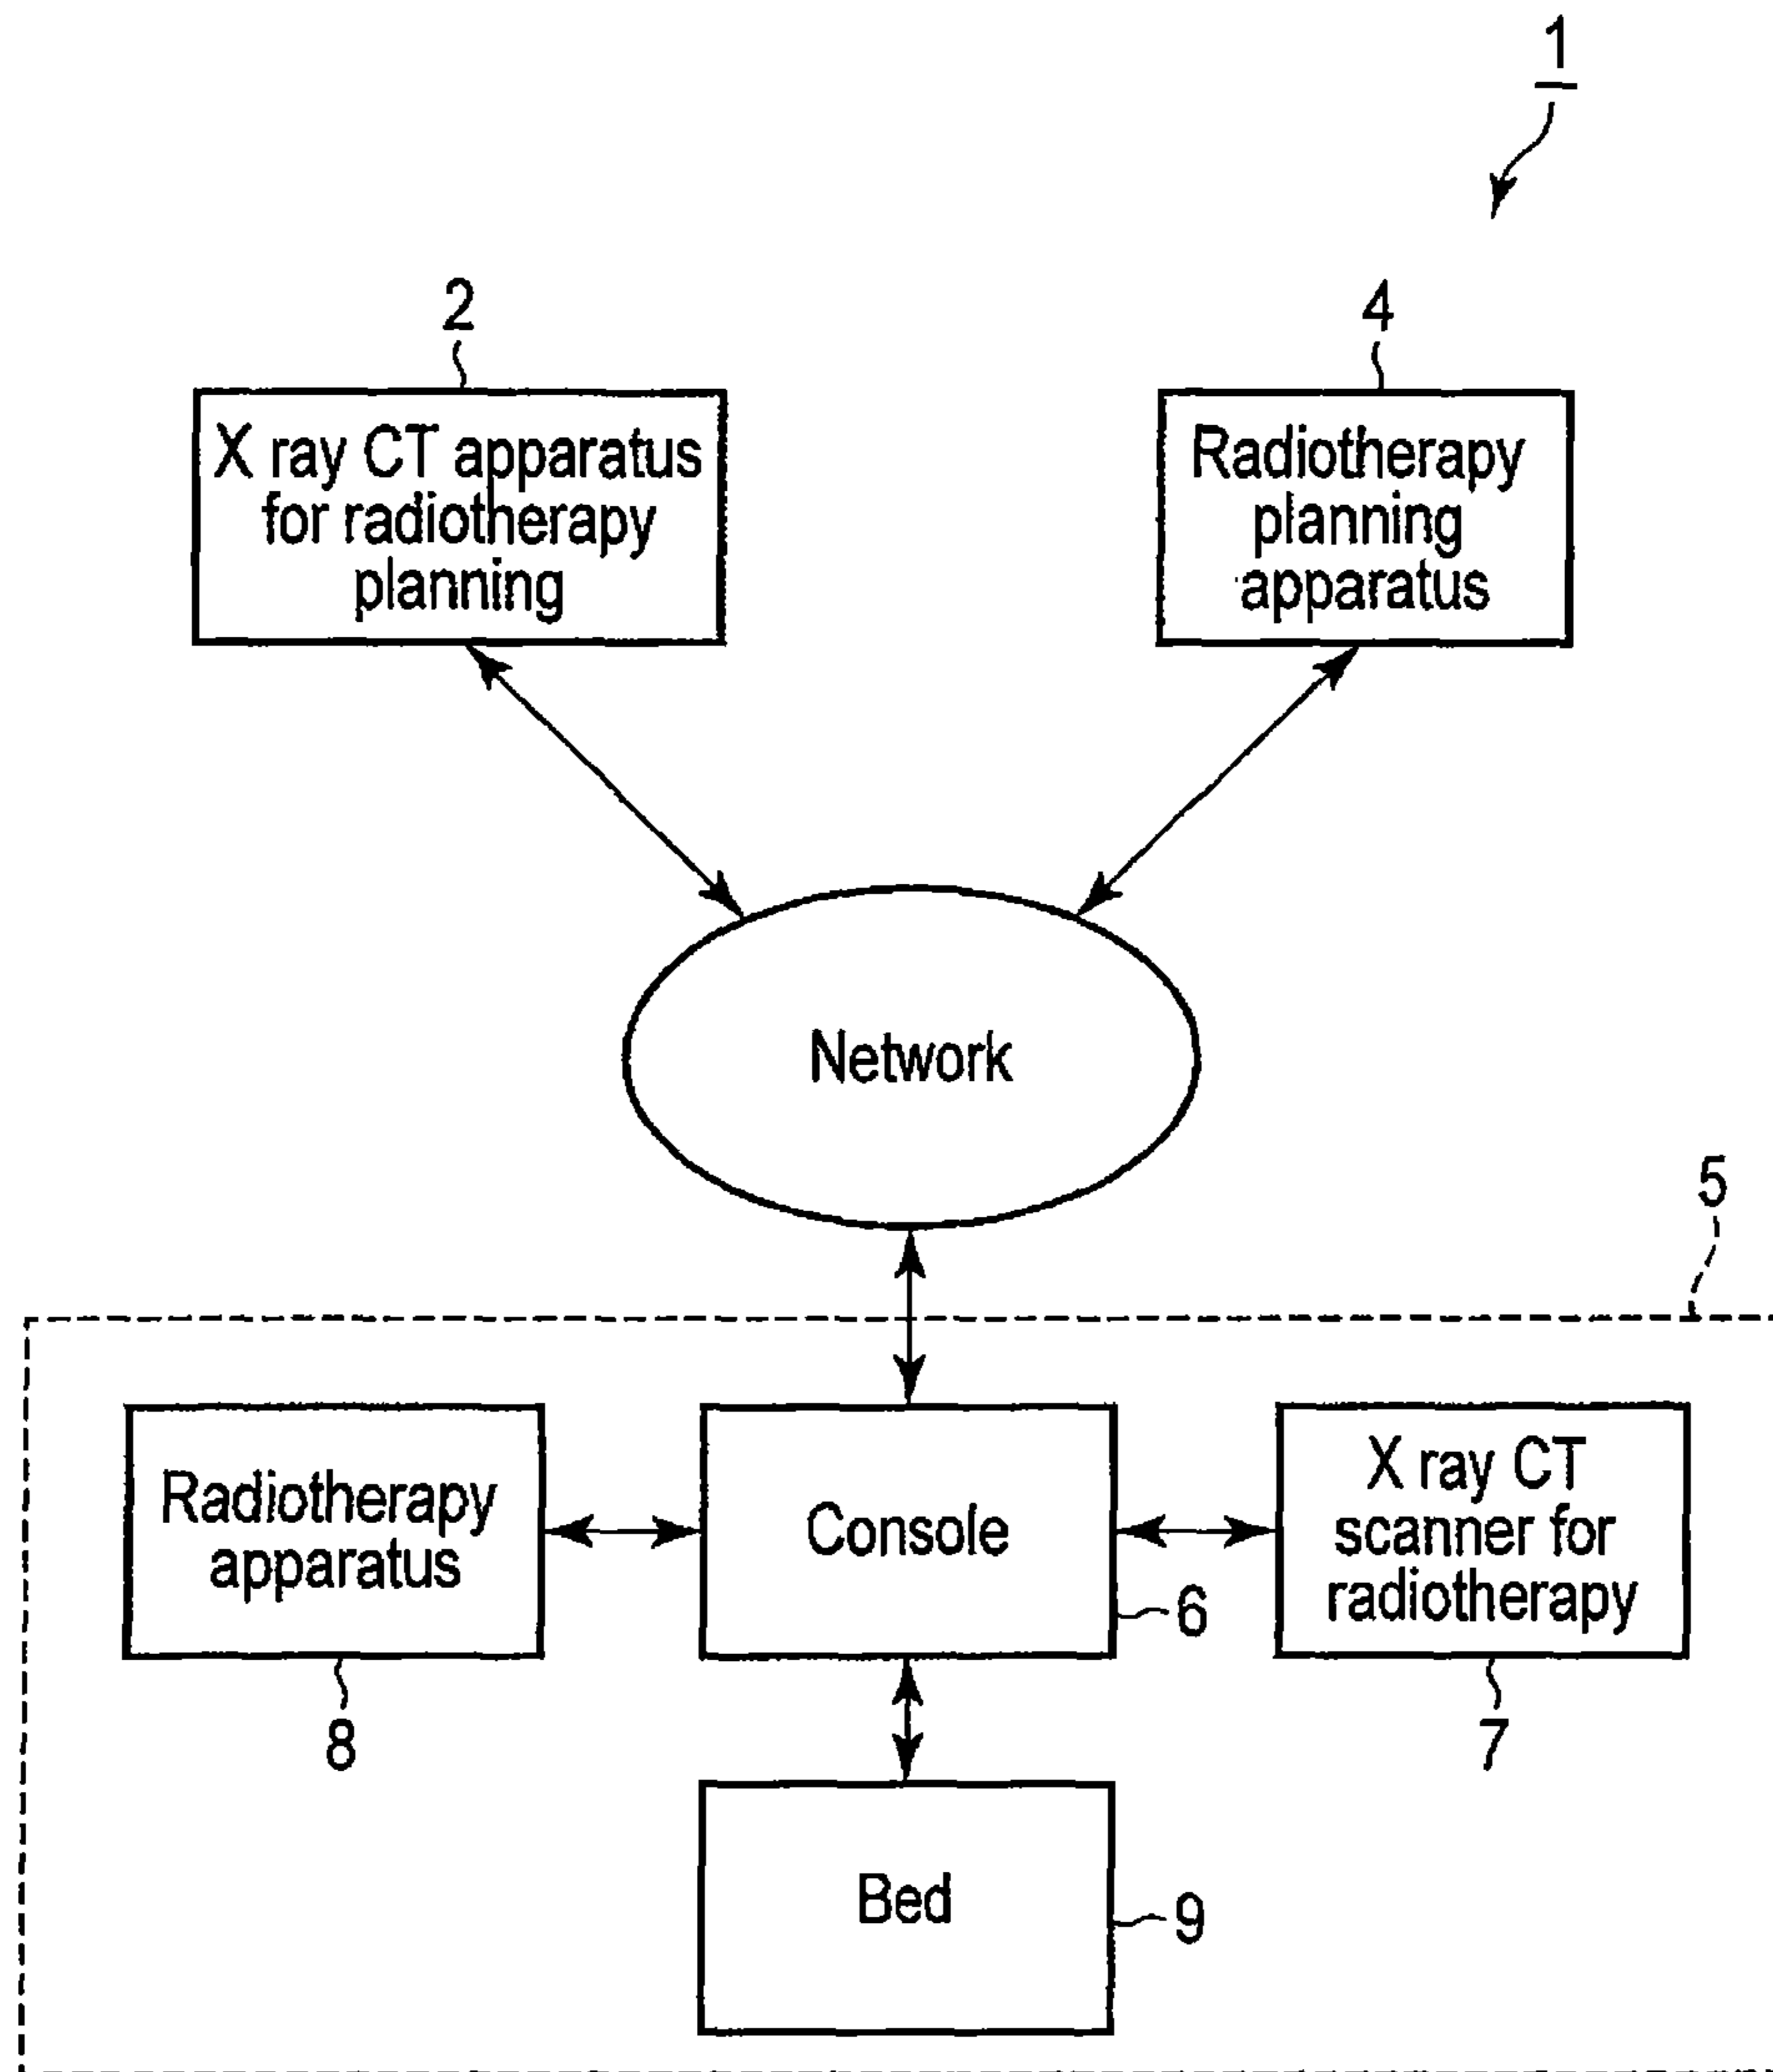 1
2
4
X ray CT apparatus
for radiotherapy
planning
Radiotherapy
planning
apparatus
Network
5
Radiotherapy
apparatus
Console
X ray CT
scanner for
radiotherapy
6
8
7
Bed
9